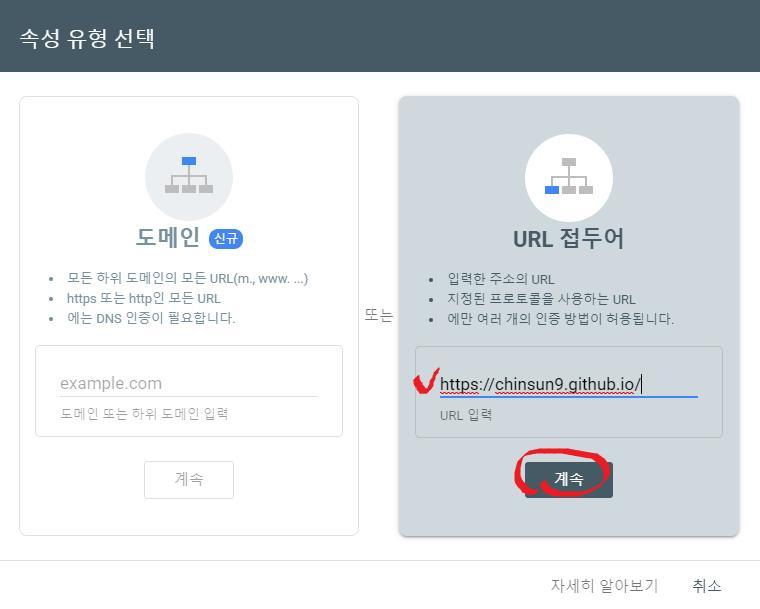 속성 유형 선택
도메인 신규
모든 하위 도메인의 모든 URL(m., www. ...)
https 또는 http인 모든 URL
에는 DNS 인증이 필요합니다.
example.com
도메인 또는 하위 도메인 입력
계속
또는
URL 접두어
입력한 주소의 URL
지정된 프로토콜을 사용하는 URL
에만 여러 개의 인증 방법이 허용됩니다.
https://chinsun9.github.io/
URL 입력
계속
자세히 알아보기 취소